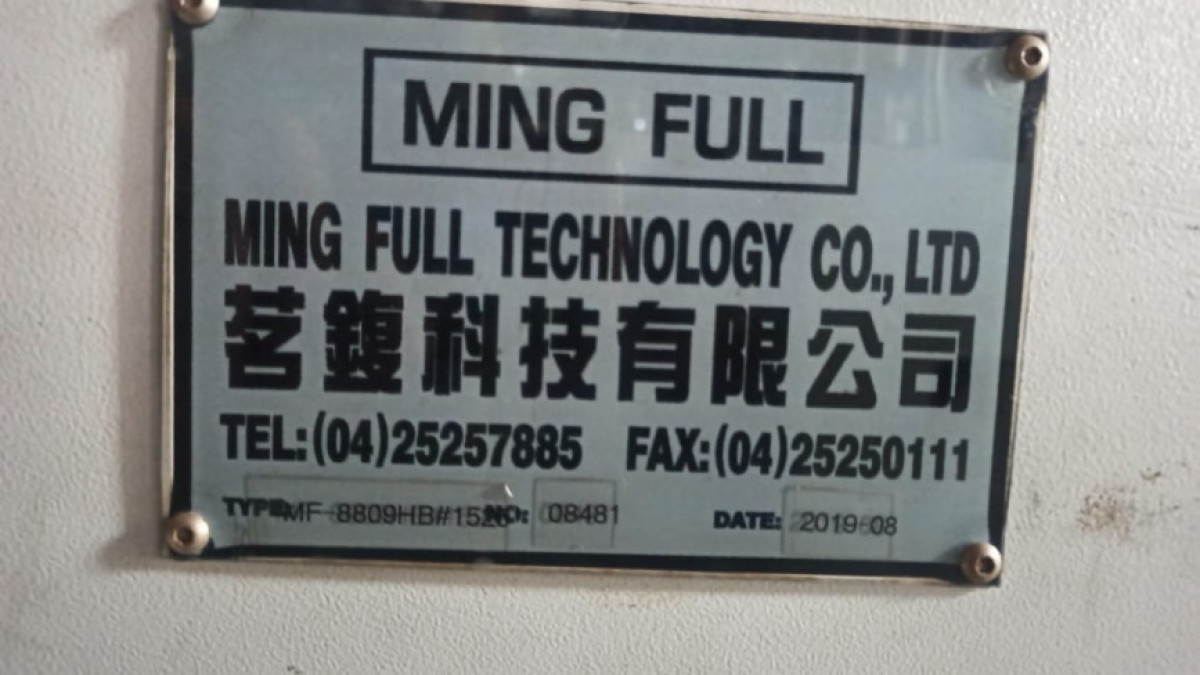 MING FULL
MING FULL TECHNOLOGY CO., LTD
茗鍑科技有限公司
TEL:(04)25257885 FAX:(04)25250111
TYPE: MF-8809HB# NO: 08481 DATE: 2019-08